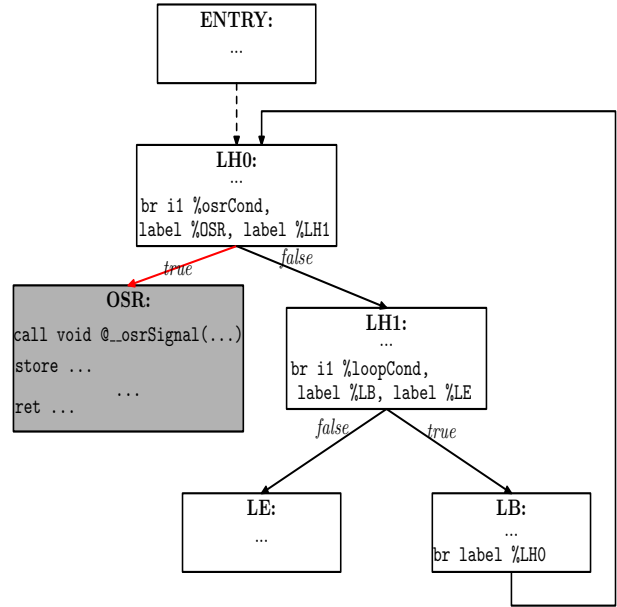 ENTRY:
...
LH0:
...
br i1 %osrCond,
label %OSR, label %LH1
true
false
OSR:
call void @__osrSignal(...)
store ...
...
ret ...
LH1:
...
br i1 %loopCond,
label %LB, label %LE
false
true
LE:
...
LB:
...
br label %LH0